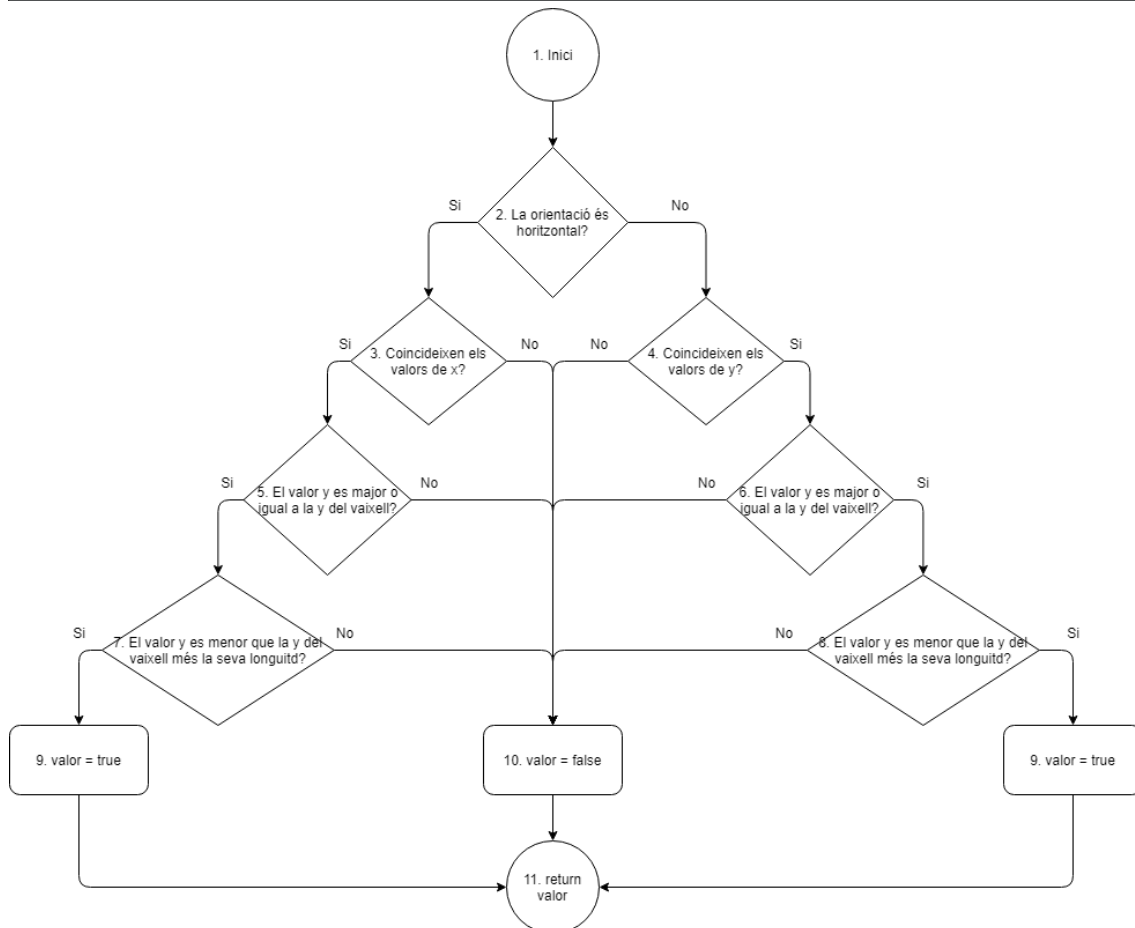 1. Inici
Si
No
2. La orientació és
horitzontal?
Si
No
No
Si
3. Coincideixen els
valors de x?
4. Coincideixen els
valors de y?
Si
No
No
Si
5. El valor y es major o
igual a la y del vaixell?
6. El valor y es major o
igual a la y del vaixell?
Si
No
No
Si
7. El valor y es menor que la y del
vaixell més la seva longuitd?
8. El valor y es menor que la y del
vaixell més la seva longuitd?
9. valor = true
10. valor = false
9. valor = true
11. return
valor